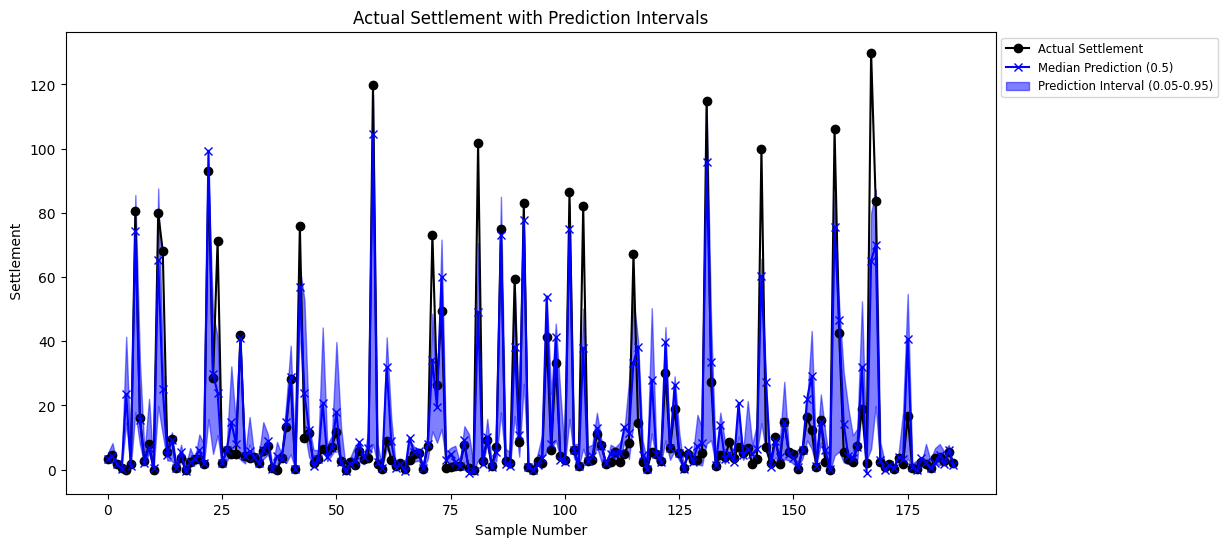 Actual Settlement with Prediction Intervals
Actual Settlement
Median Prediction (0.5)
Prediction Interval (0.05-0.95)
Settlement
120
100
80
60
40
20
0
0 25 50 75 100 125 150 175
Sample Number